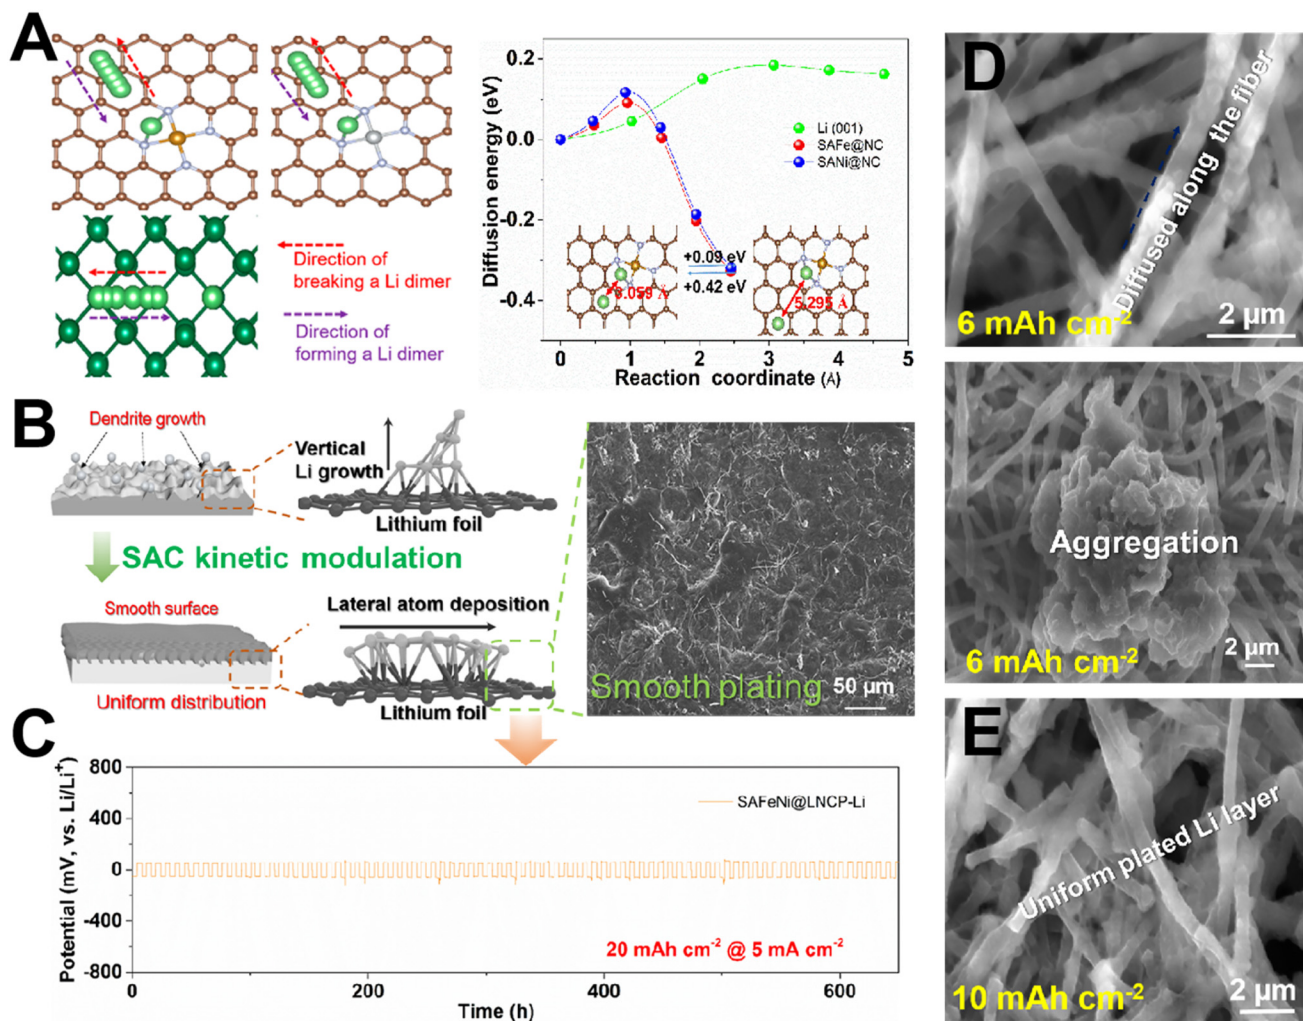 A
Direction of
breaking a Li dimer
Direction of
forming a Li dimer
Diffusion energy (eV)
0.2
0.0
-0.2
-0.4
Li (001)
SAFe@NC
SANi@NC
+0.09 eV
+0.42 eV
3.059 Å
5.295 Å
0
1
2
3
4
5
Reaction coordinate (Å)
B
Dendrite growth
Vertical
Li growth
Lithium foil
SAC kinetic modulation
Smooth surface
Uniform distribution
Lateral atom deposition
Lithium foil
Smooth plating
50 μm
C
Potential (mV, vs. Li/Li⁺)
800
400
0
-400
-800
SAFeNi@LNCP-Li
20 mAh cm⁻² @ 5 mA cm⁻²
0
200
400
600
Time (h)
D
Diffused along the fiber
6 mAh cm⁻²
2 μm
Aggregation
6 mAh cm⁻²
2 μm
E
Uniform plated Li layer
10 mAh cm⁻²
2 μm